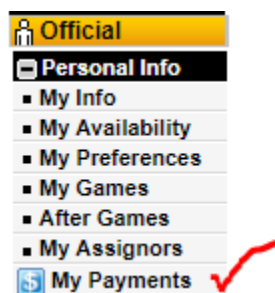 Official
Personal Info
My Info
My Availability
My Preferences
My Games
After Games
My Assignors
$ My Payments